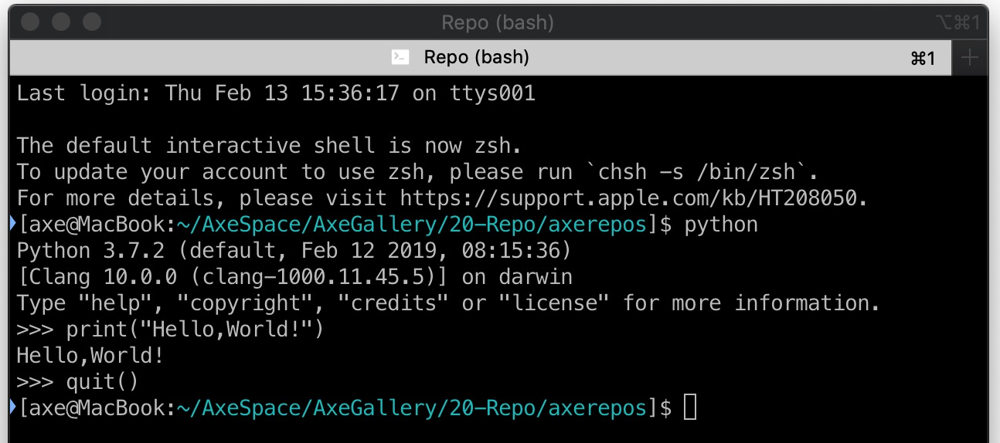 Repo (bash)
⌥⌘1
Repo (bash)
⌘1
Last login: Thu Feb 13 15:36:17 on ttys001
The default interactive shell is now zsh.
To update your account to use zsh, please run `chsh -s /bin/zsh`.
For more details, please visit https://support.apple.com/kb/HT208050.
[axe@MacBook:~/AxeSpace/AxeGallery/20-Repo/axerepos]$ python
Python 3.7.2 (default, Feb 12 2019, 08:15:36)
[Clang 10.0.0 (clang-1000.11.45.5)] on darwin
Type "help", "copyright", "credits" or "license" for more information.
>>> print("Hello,World!")
Hello,World!
>>> quit()
[axe@MacBook:~/AxeSpace/AxeGallery/20-Repo/axerepos]$